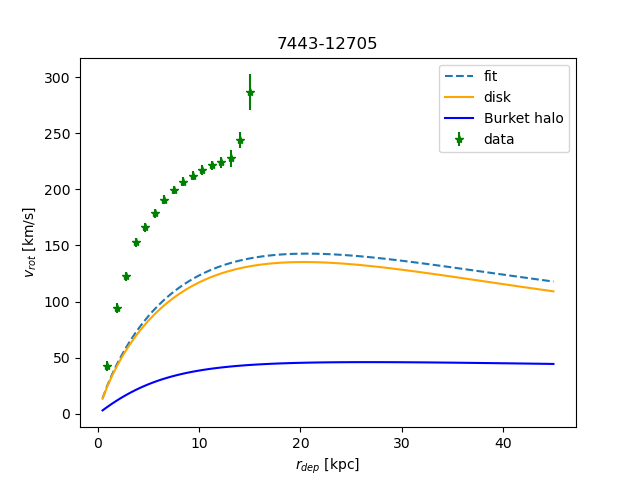 7443-12705
300
250
200
150
100
50
0
v_rot [km/s]
fit
disk
Burket halo
data
0 10 20 30 40
r_dep [kpc]